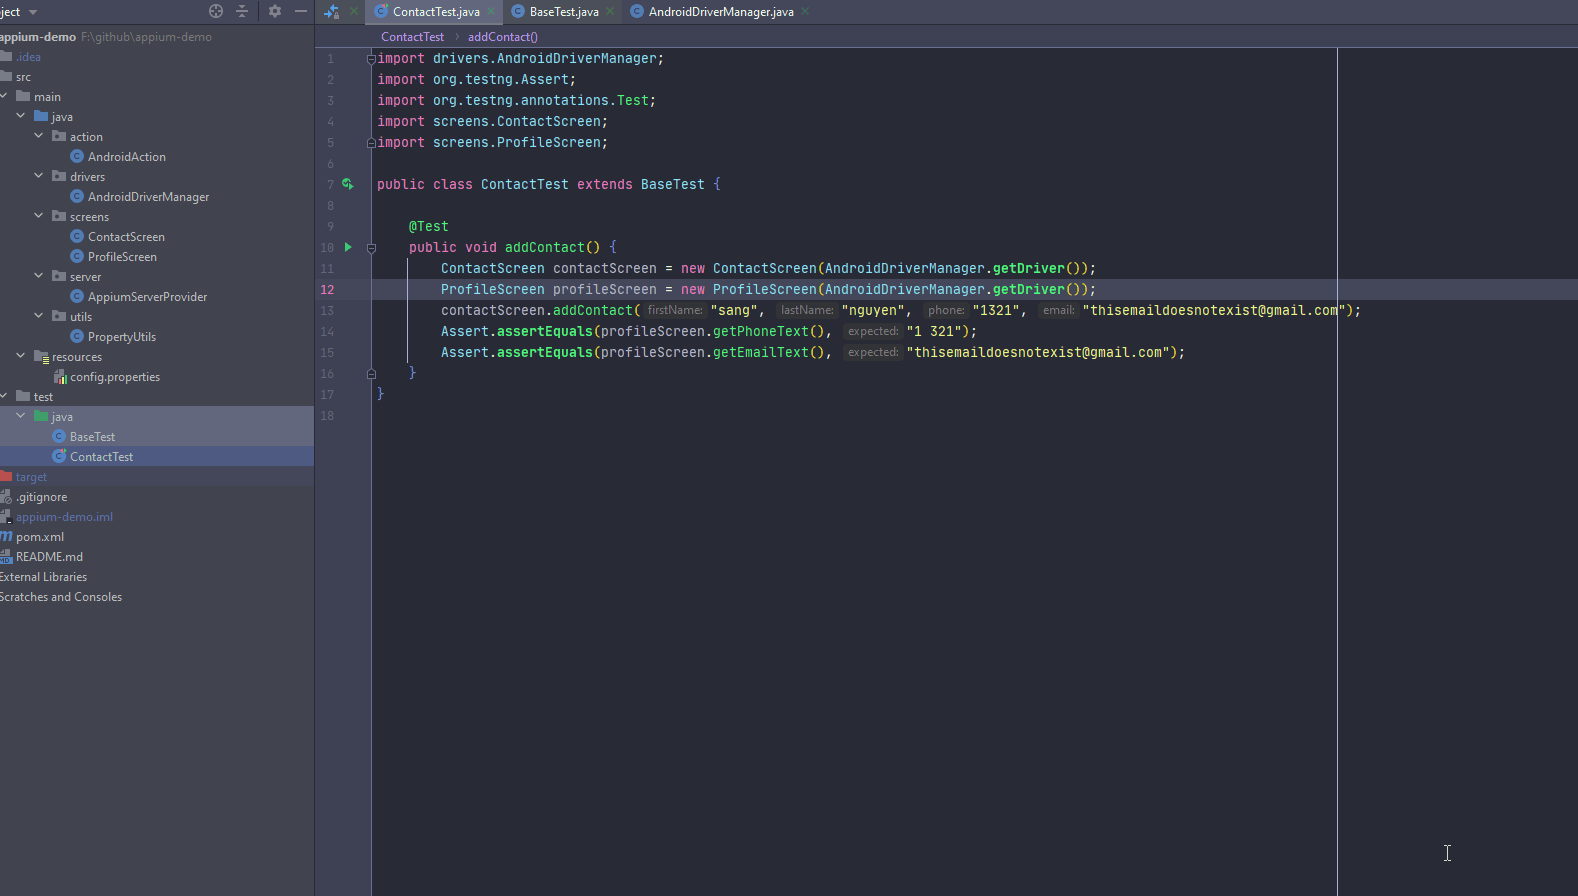 ject
appium-demo F:\github\appium-demo
.idea
src
main
java
action
AndroidAction
drivers
AndroidDriverManager
screens
ContactScreen
ProfileScreen
server
AppiumServerProvider
utils
PropertyUtils
resources
config.properties
test
java
BaseTest
ContactTest
target
.gitignore
appium-demo.iml
pom.xml
README.md
External Libraries
Scratches and Consoles
ContactTest.java BaseTest.java AndroidDriverManager.java
ContactTest addContact()
1 import drivers.AndroidDriverManager;
2 import org.testng.Assert;
3 import org.testng.annotations.Test;
4 import screens.ContactScreen;
5 import screens.ProfileScreen;
6
7 public class ContactTest extends BaseTest {
8
9 @Test
10 public void addContact() {
11 ContactScreen contactScreen = new ContactScreen(AndroidDriverManager.getDriver());
12 ProfileScreen profileScreen = new ProfileScreen(AndroidDriverManager.getDriver());
13 contactScreen.addContact( firstName: "sang", lastName: "nguyen", phone: "1321", email: "thisemaildoesnotexist@gmail.com");
14 Assert.assertEquals(profileScreen.getPhoneText(), expected: "1 321");
15 Assert.assertEquals(profileScreen.getEmailText(), expected: "thisemaildoesnotexist@gmail.com");
16 }
17 }
18